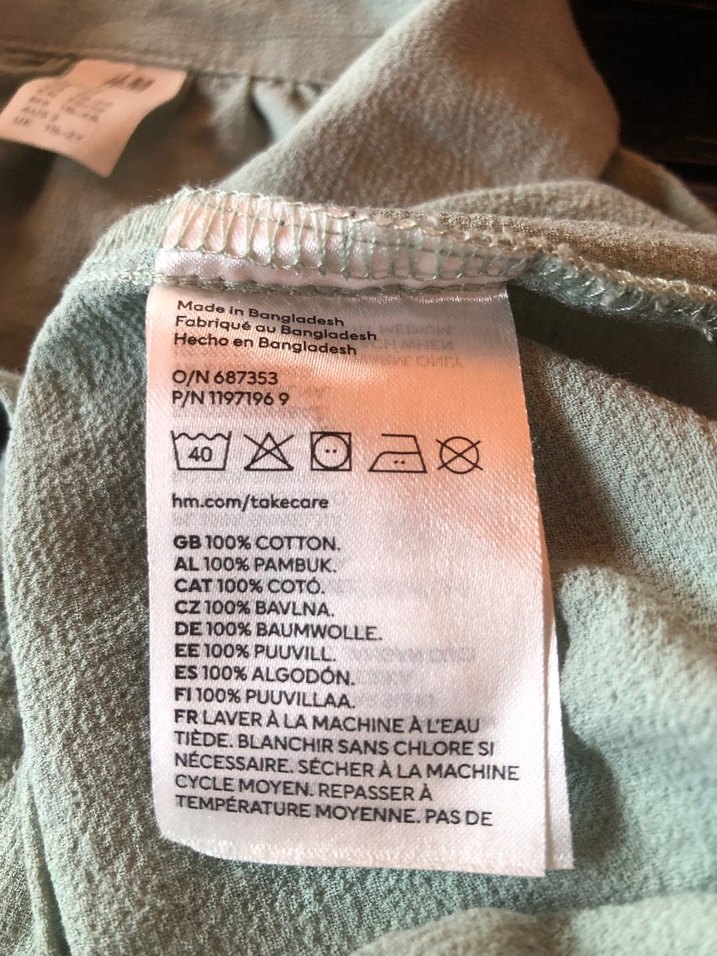 H&M
Made in Bangladesh
Fabriqué au Bangladesh
Hecho en Bangladesh
O/N 687353
P/N 1197196 9
40
hm.com/takecare
GB 100% COTTON.
AL 100% PAMBUK.
CAT 100% COTÓ.
CZ 100% BAVLNA.
DE 100% BAUMWOLLE.
EE 100% PUUVILL.
ES 100% ALGODÓN.
FI 100% PUUVILLAA.
FR LAVER À LA MACHINE À L'EAU
TIÈDE. BLANCHIR SANS CHLORE SI
NÉCESSAIRE. SÉCHER À LA MACHINE
CYCLE MOYEN. REPASSER À
TEMPÉRATURE MOYENNE. PAS DE